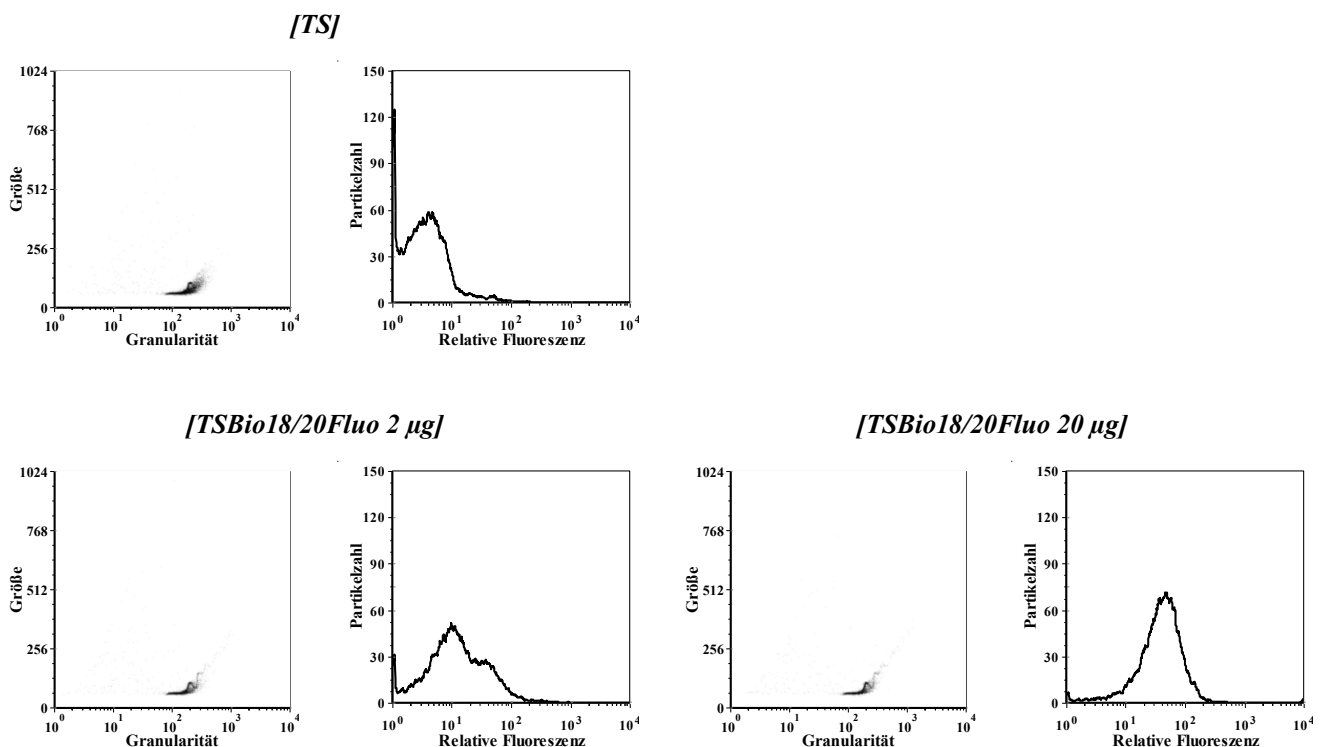 [TS]
1024
768
512
256
0
Größe
10^0 10^1 10^2 10^3 10^4
Granularität
150
120
90
60
30
0
Partikelzahl
10^0 10^1 10^2 10^3 10^4
Relative Fluoreszenz
[TSBio18/20Fluo 2 µg]
1024
768
512
256
0
Größe
10^0 10^1 10^2 10^3 10^4
Granularität
150
120
90
60
30
0
Partikelzahl
10^0 10^1 10^2 10^3 10^4
Relative Fluoreszenz
[TSBio18/20Fluo 20 µg]
1024
768
512
256
0
Größe
10^0 10^1 10^2 10^3 10^4
Granularität
150
120
90
60
30
0
Partikelzahl
10^0 10^1 10^2 10^3 10^4
Relative Fluoreszenz